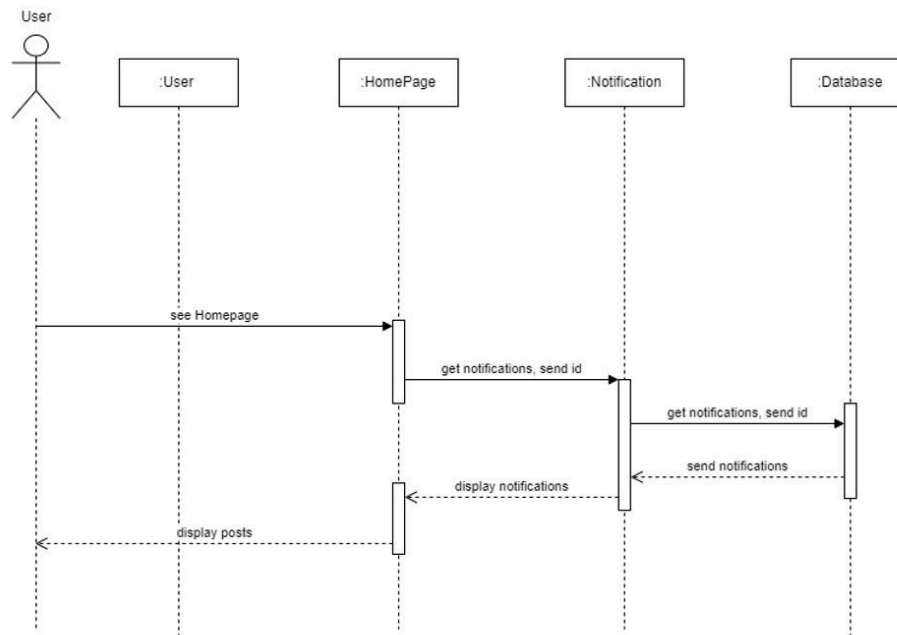 User
:User
:HomePage
:Notification
:Database
see Homepage
get notifications, send id
get notifications, send id
send notifications
display notifications
display posts